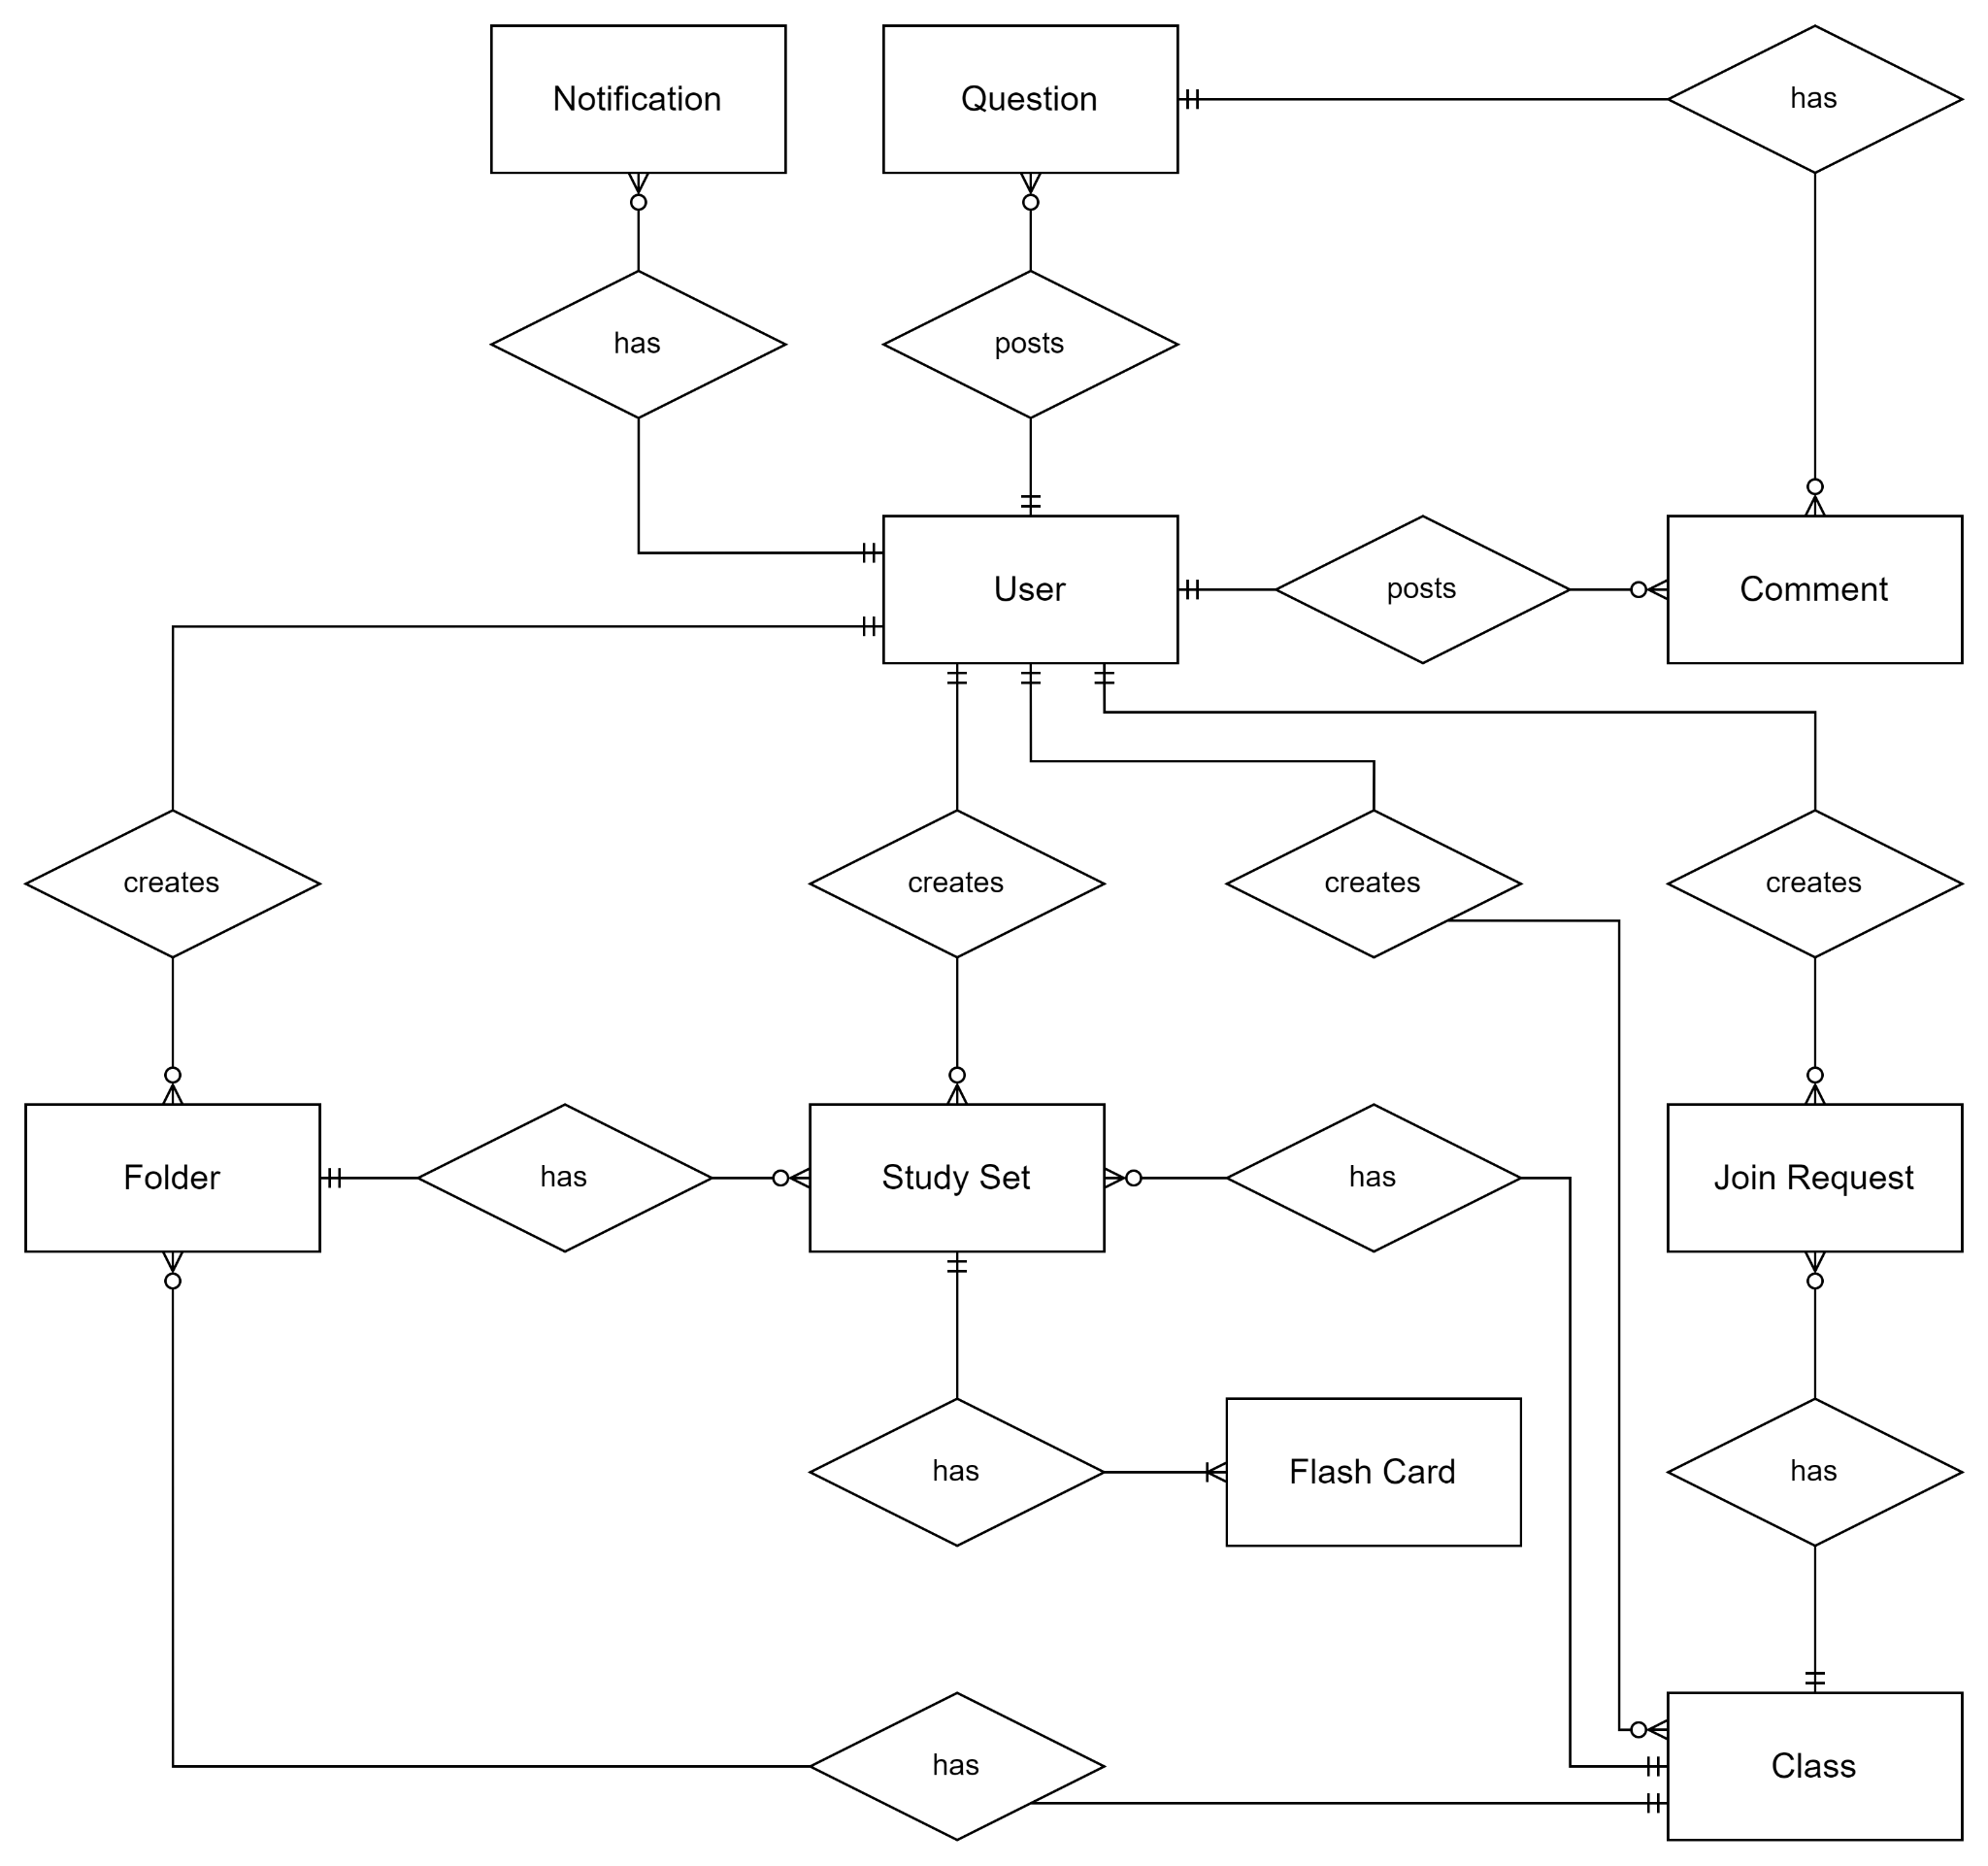 Notification
Question
has
has
posts
User
posts
Comment
creates
creates
creates
creates
Folder
has
Study Set
has
Join Request
has
Flash Card
has
has
Class